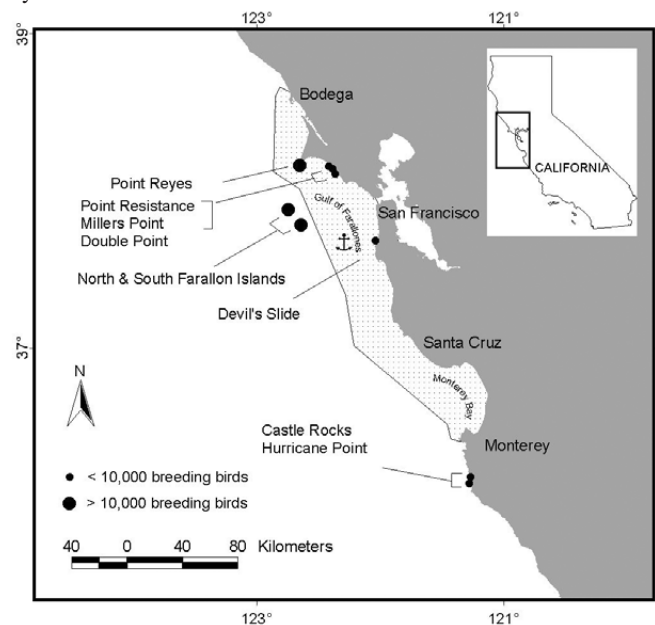 123°
121°
39°
Bodega
CALIFORNIA
Point Reyes
Point Resistance
Millers Point
Double Point
Gulf of Farallones
San Francisco
North & South Farallon Islands
Devil's Slide
37°
Santa Cruz
N
Monterey Bay
Castle Rocks
Hurricane Point
Monterey
< 10,000 breeding birds
> 10,000 breeding birds
40 0 40 80 Kilometers
123°
121°